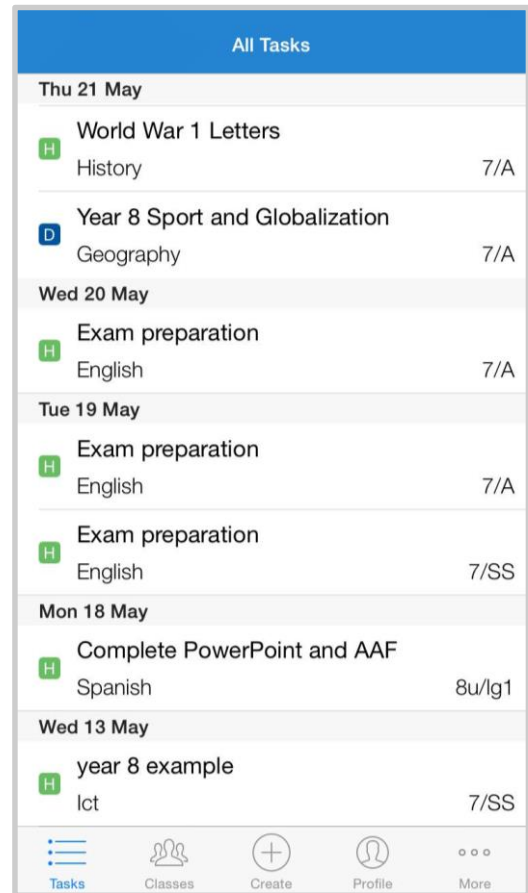 All Tasks
Thu 21 May
H
World War 1 Letters
History 7/A
D
Year 8 Sport and Globalization
Geography 7/A
Wed 20 May
H
Exam preparation
English 7/A
Tue 19 May
H
Exam preparation
English 7/A
H
Exam preparation
English 7/SS
Mon 18 May
H
Complete PowerPoint and AAF
Spanish 8u/lg1
Wed 13 May
H
year 8 example
Ict 7/SS
Tasks Classes Create Profile More